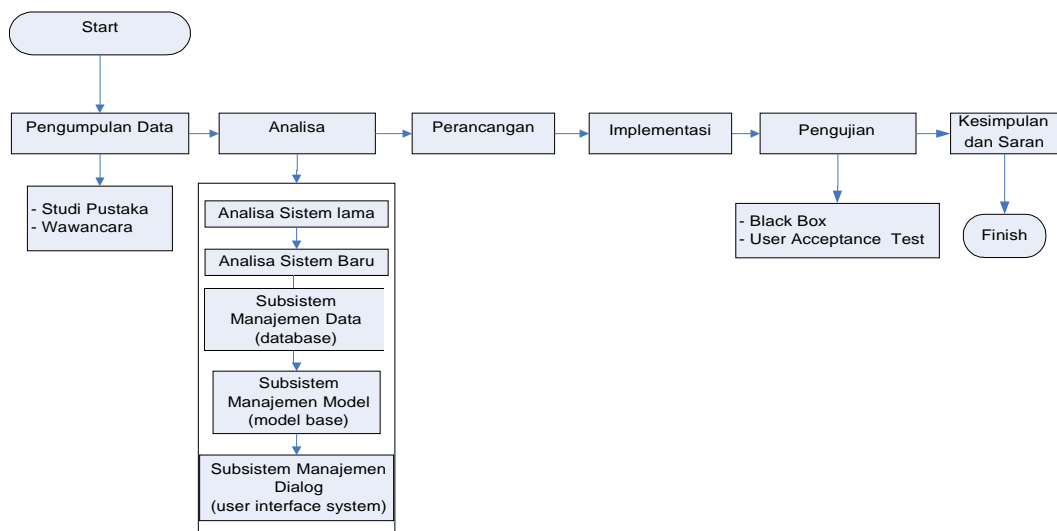 Start
Pengumpulan Data
Analisa
Perancangan
Implementasi
Pengujian
Kesimpulan
dan Saran
- Studi Pustaka
- Wawancara
Analisa Sistem lama
Analisa Sistem Baru
Subsistem
Manajemen Data
(database)
Subsistem
Manajemen Model
(model base)
Subsistem Manajemen
Dialog
(user interface system)
- Black Box
- User Acceptance Test
Finish